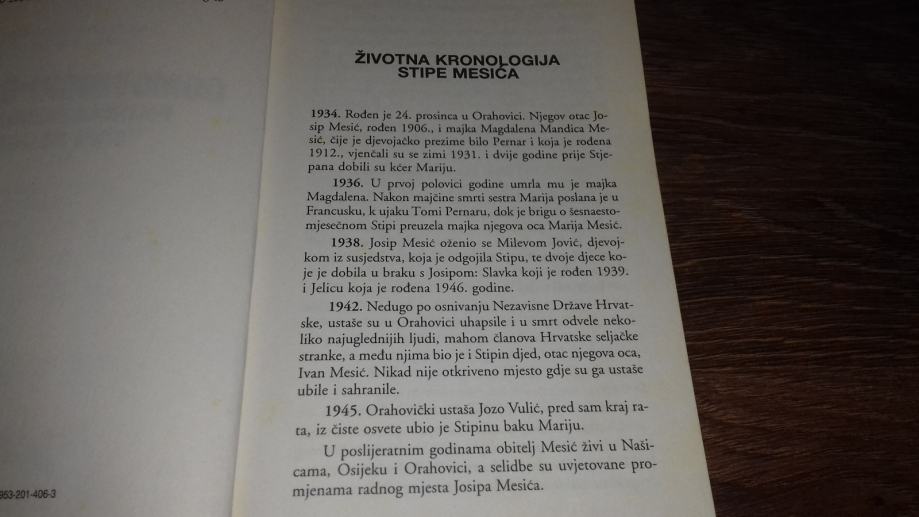 953-201-406-3
ŽIVOTNA KRONOLOGIJA
STIPE MESIĆA
1934. Rođen je 24. prosinca u Orahovici. Njegov otac Jo-
sip Mesić, rođen 1906., i majka Magdalena Mandica Me-
sić, čije je djevojačko prezime bilo Pernar i koja je rođena
1912., vjenčali su se zimi 1931. i dvije godine prije Stje-
pana dobili su kćer Mariju.
1936. U prvoj polovici godine umrla mu je majka
Magdalena. Nakon majčine smrti sestra Marija poslana je u
Francusku, k ujaku Tomi Pernaru, dok je brigu o šesnaesto-
mjesečnom Stipi preuzela majka njegova oca Marija Mesić.
1938. Josip Mesić oženio se Milevom Jović, djevoj-
kom iz susjedstva, koja je odgojila Stipu, te dvoje djece ko-
je je dobila u braku s Josipom: Slavka koji je rođen 1939.
i Jelicu koja je rođena 1946. godine.
1942. Nedugo po osnivanju Nezavisne Države Hrvat-
ske, ustaše su u Orahovici uhapsile i u smrt odvele neko-
liko najuglednijih ljudi, mahom članova Hrvatske seljačke
stranke, a među njima bio je i Stipin djed, otac njegova oca,
Ivan Mesić. Nikad nije otkriveno mjesto gdje su ga ustaše
ubile i sahranile.
1945. Orahovički ustaša Jozo Vulić, pred sam kraj ra-
ta, iz čiste osvete ubio je Stipinu baku Mariju.
U poslijeratnim godinama obitelj Mesić živi u Naši-
cama, Osijeku i Orahovici, a selidbe su uvjetovane pro-
mjenama radnog mjesta Josipa Mesića.